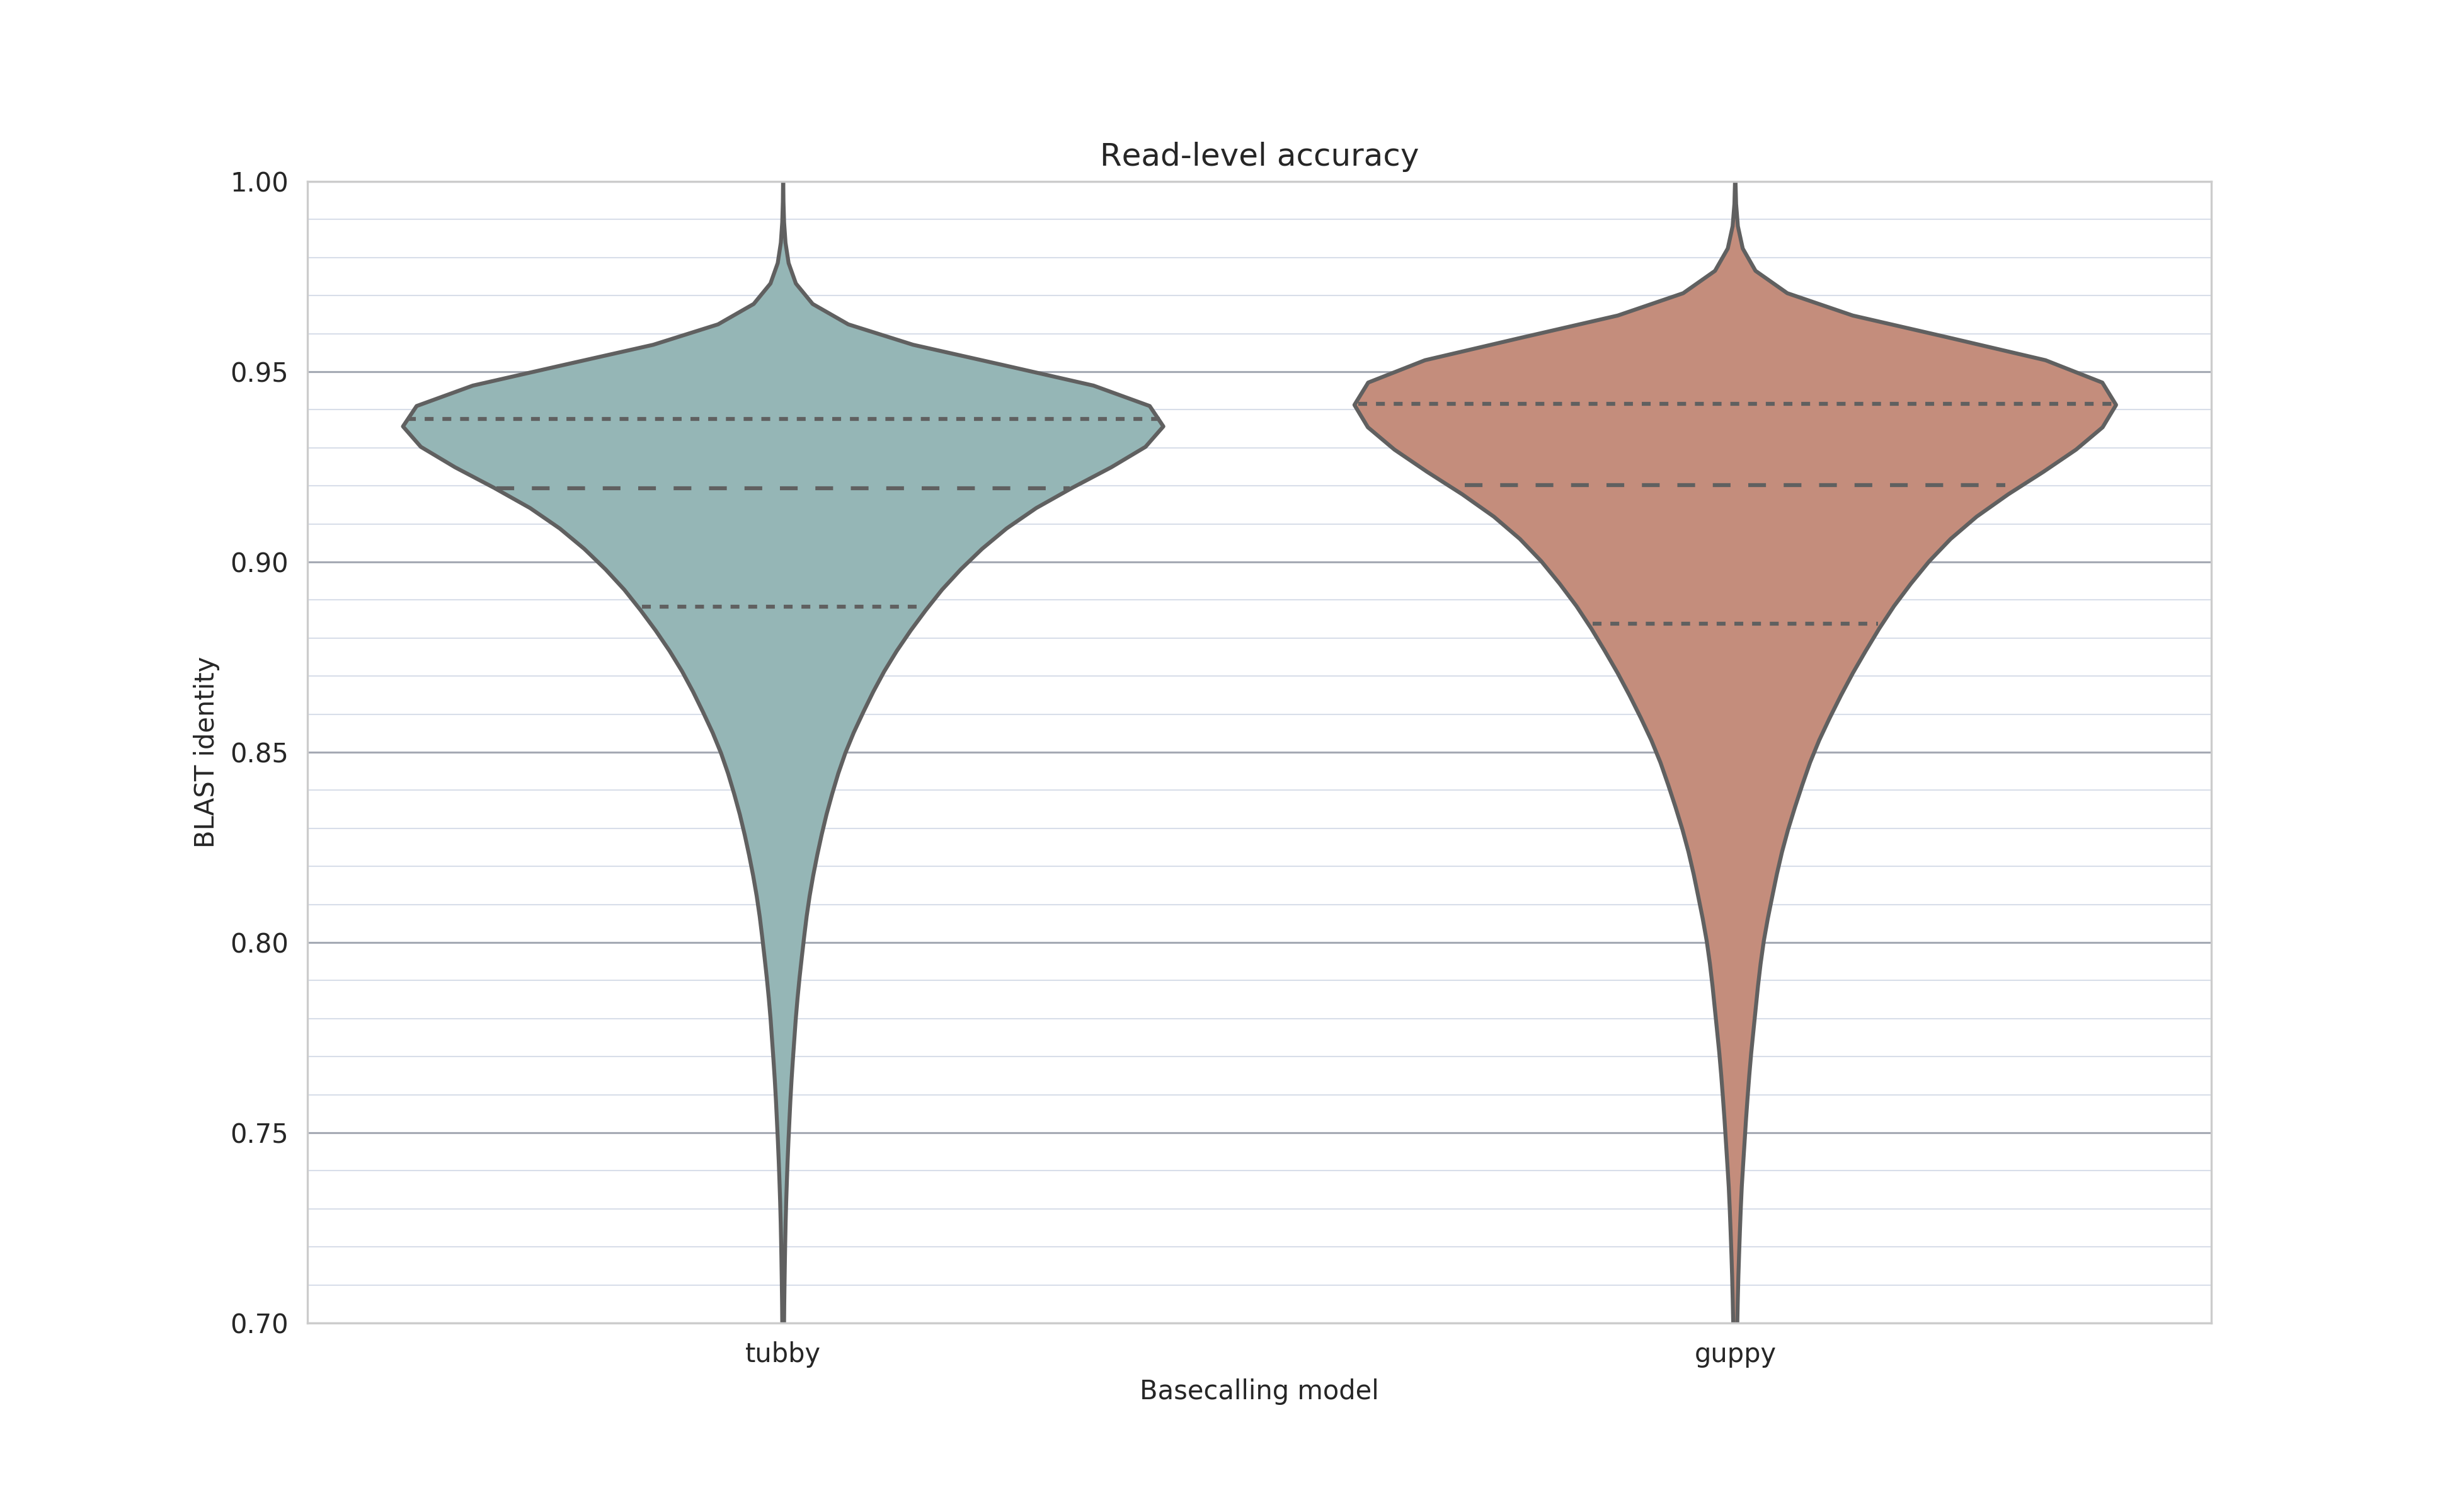 Read-level accuracy
1.00
0.95
0.90
0.85
0.80
0.75
0.70
BLAST identity
tubby
guppy
Basecalling model